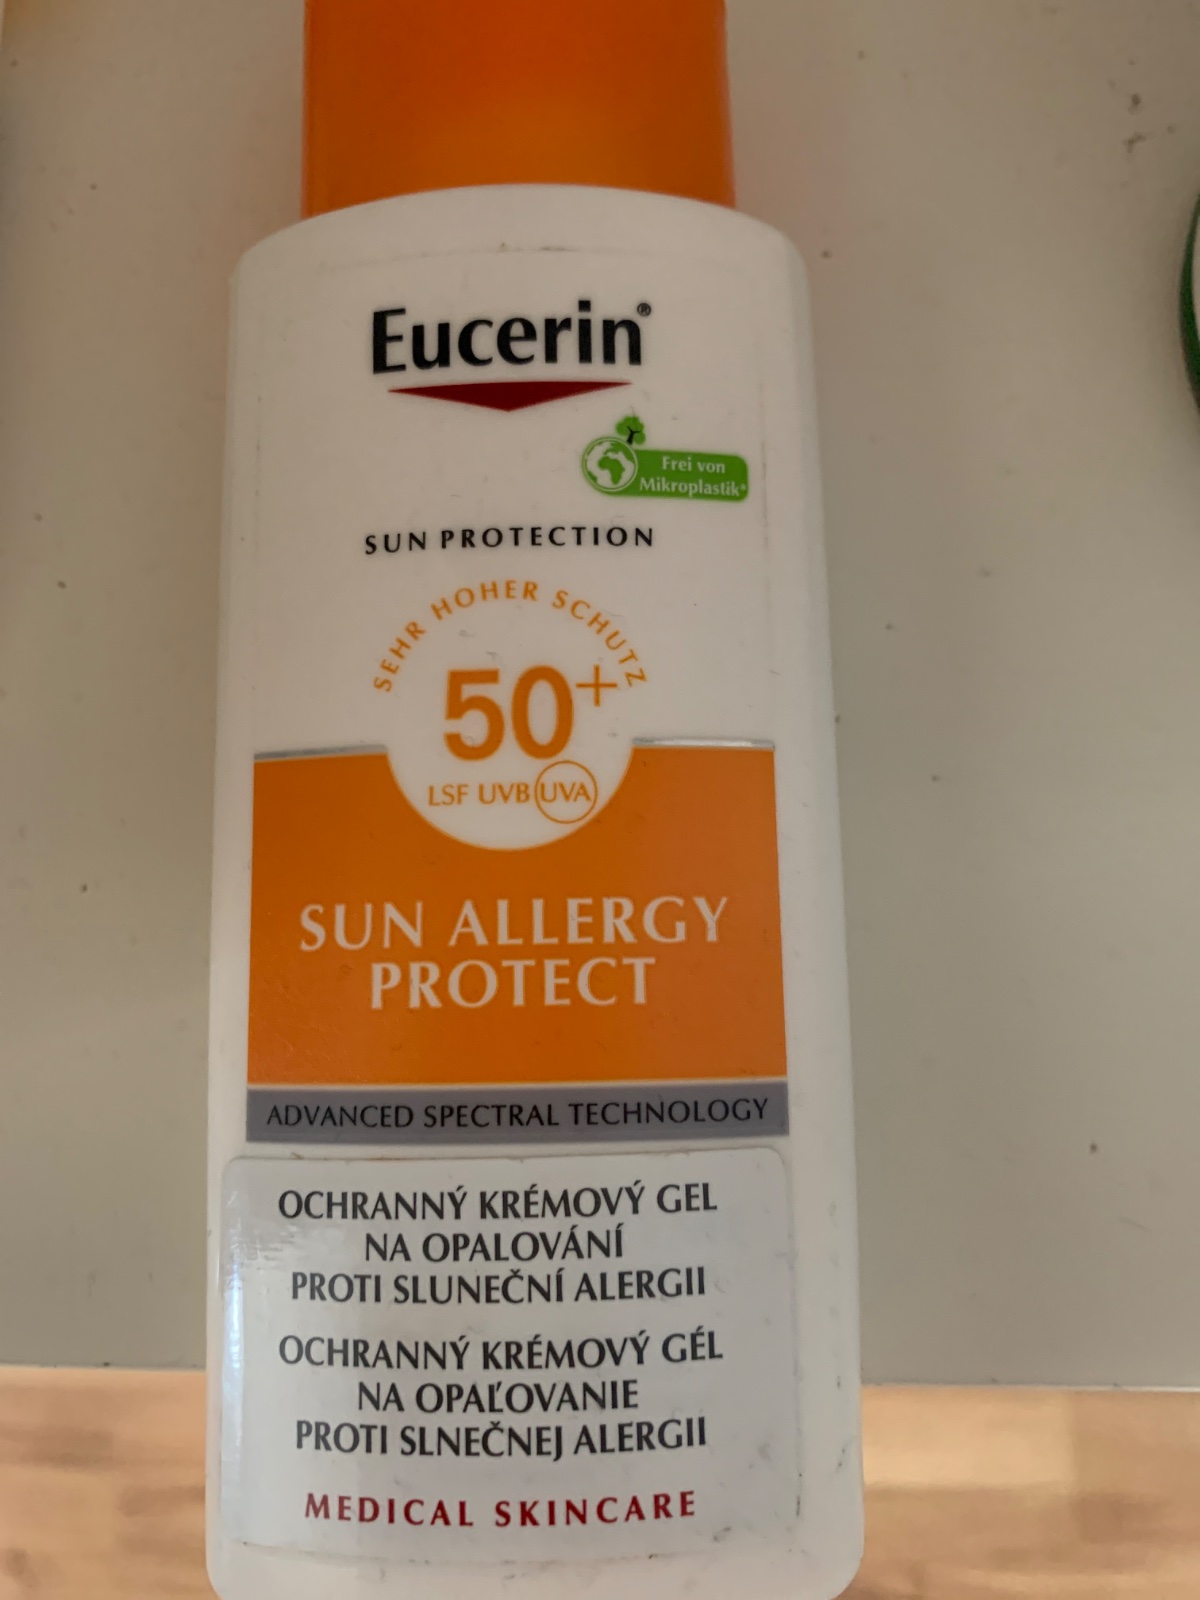 Eucerin®
Frei von
Mikroplastik*
SUN PROTECTION
SEHR HOHER SCHUTZ
50+
LSF UVB UVA
SUN ALLERGY
PROTECT
ADVANCED SPECTRAL TECHNOLOGY
OCHRANNÝ KRÉMOVÝ GEL
NA OPALOVÁNÍ
PROTI SLUNEČNÍ ALERGII
OCHRANNÝ KRÉMOVÝ GÉL
NA OPAĽOVANIE
PROTI SLNEČNEJ ALERGII
MEDICAL SKINCARE